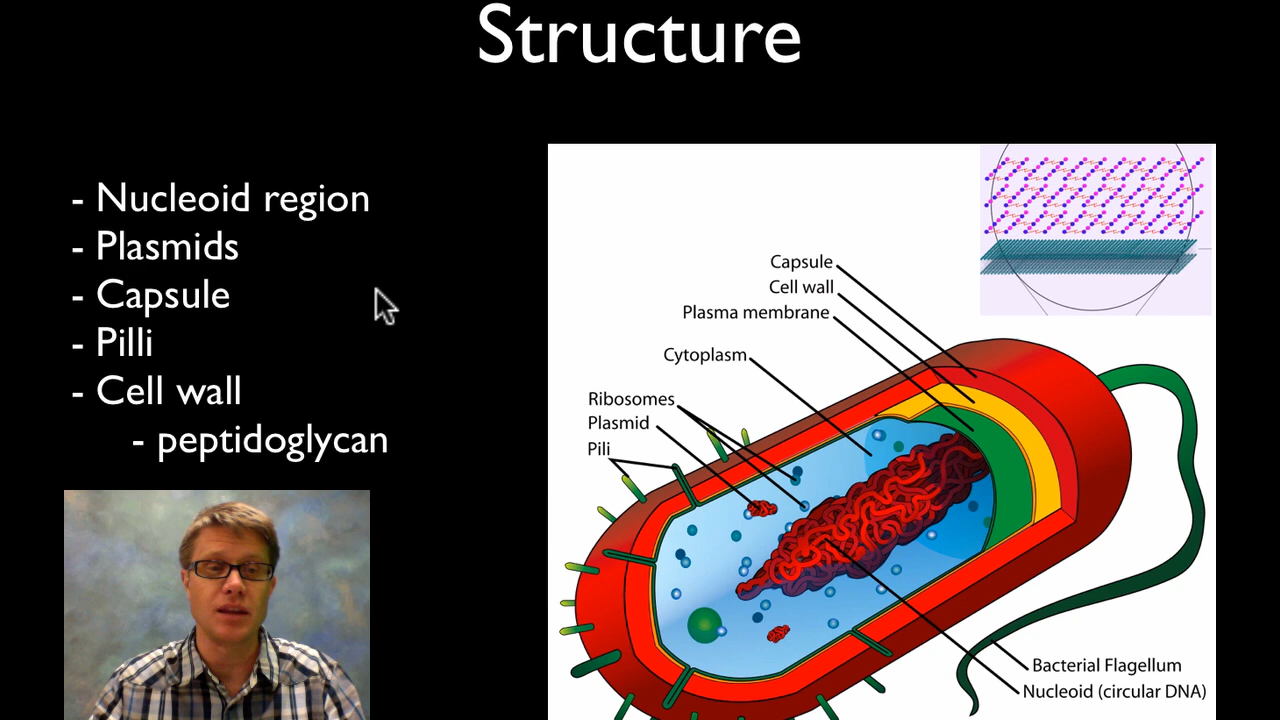 Structure
- Nucleoid region
- Plasmids
- Capsule
- Pilli
- Cell wall
- peptidoglycan
Capsule
Cell wall
Plasma membrane
Cytoplasm
Ribosomes
Plasmid
Pili
Bacterial Flagellum
Nucleoid (circular DNA)